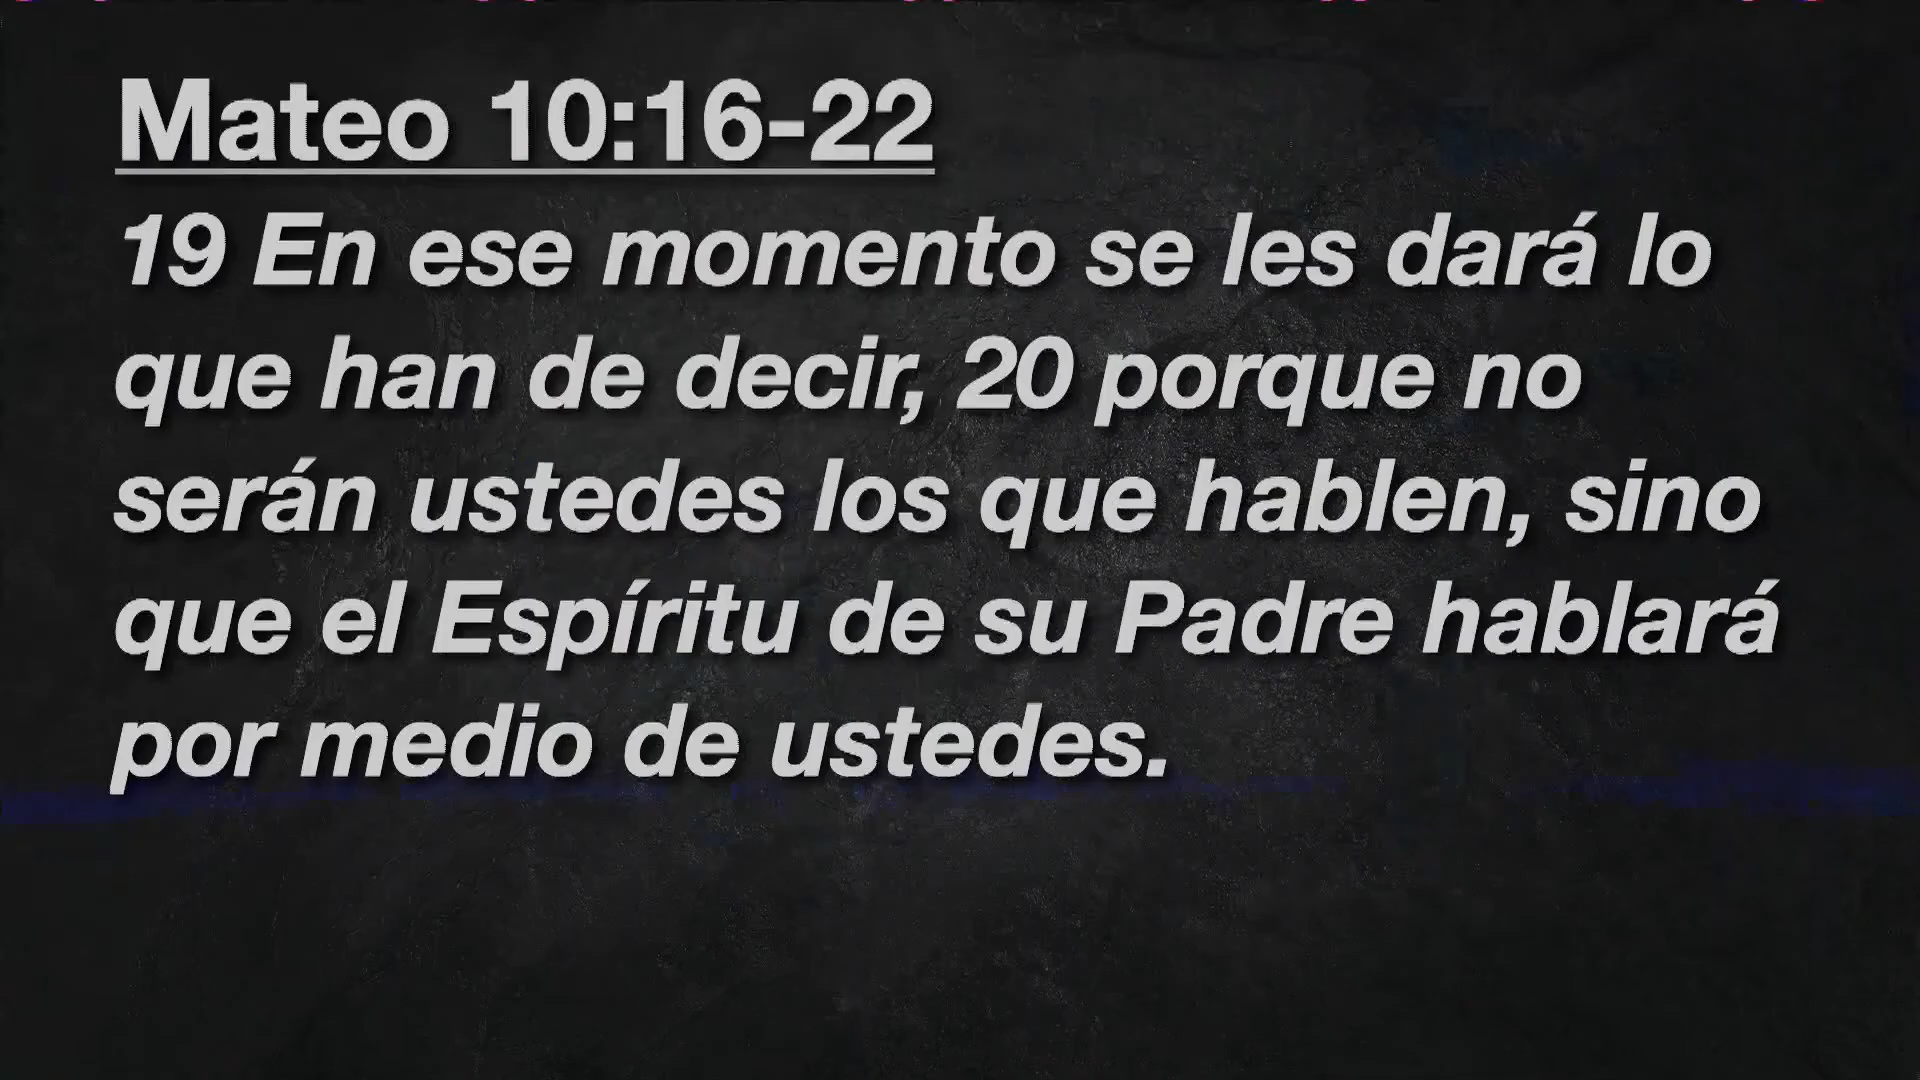 Mateo 10:16-22
19 En ese momento se les dará lo
que han de decir, 20 porque no
serán ustedes los que hablen, sino
que el Espíritu de su Padre hablará
por medio de ustedes.